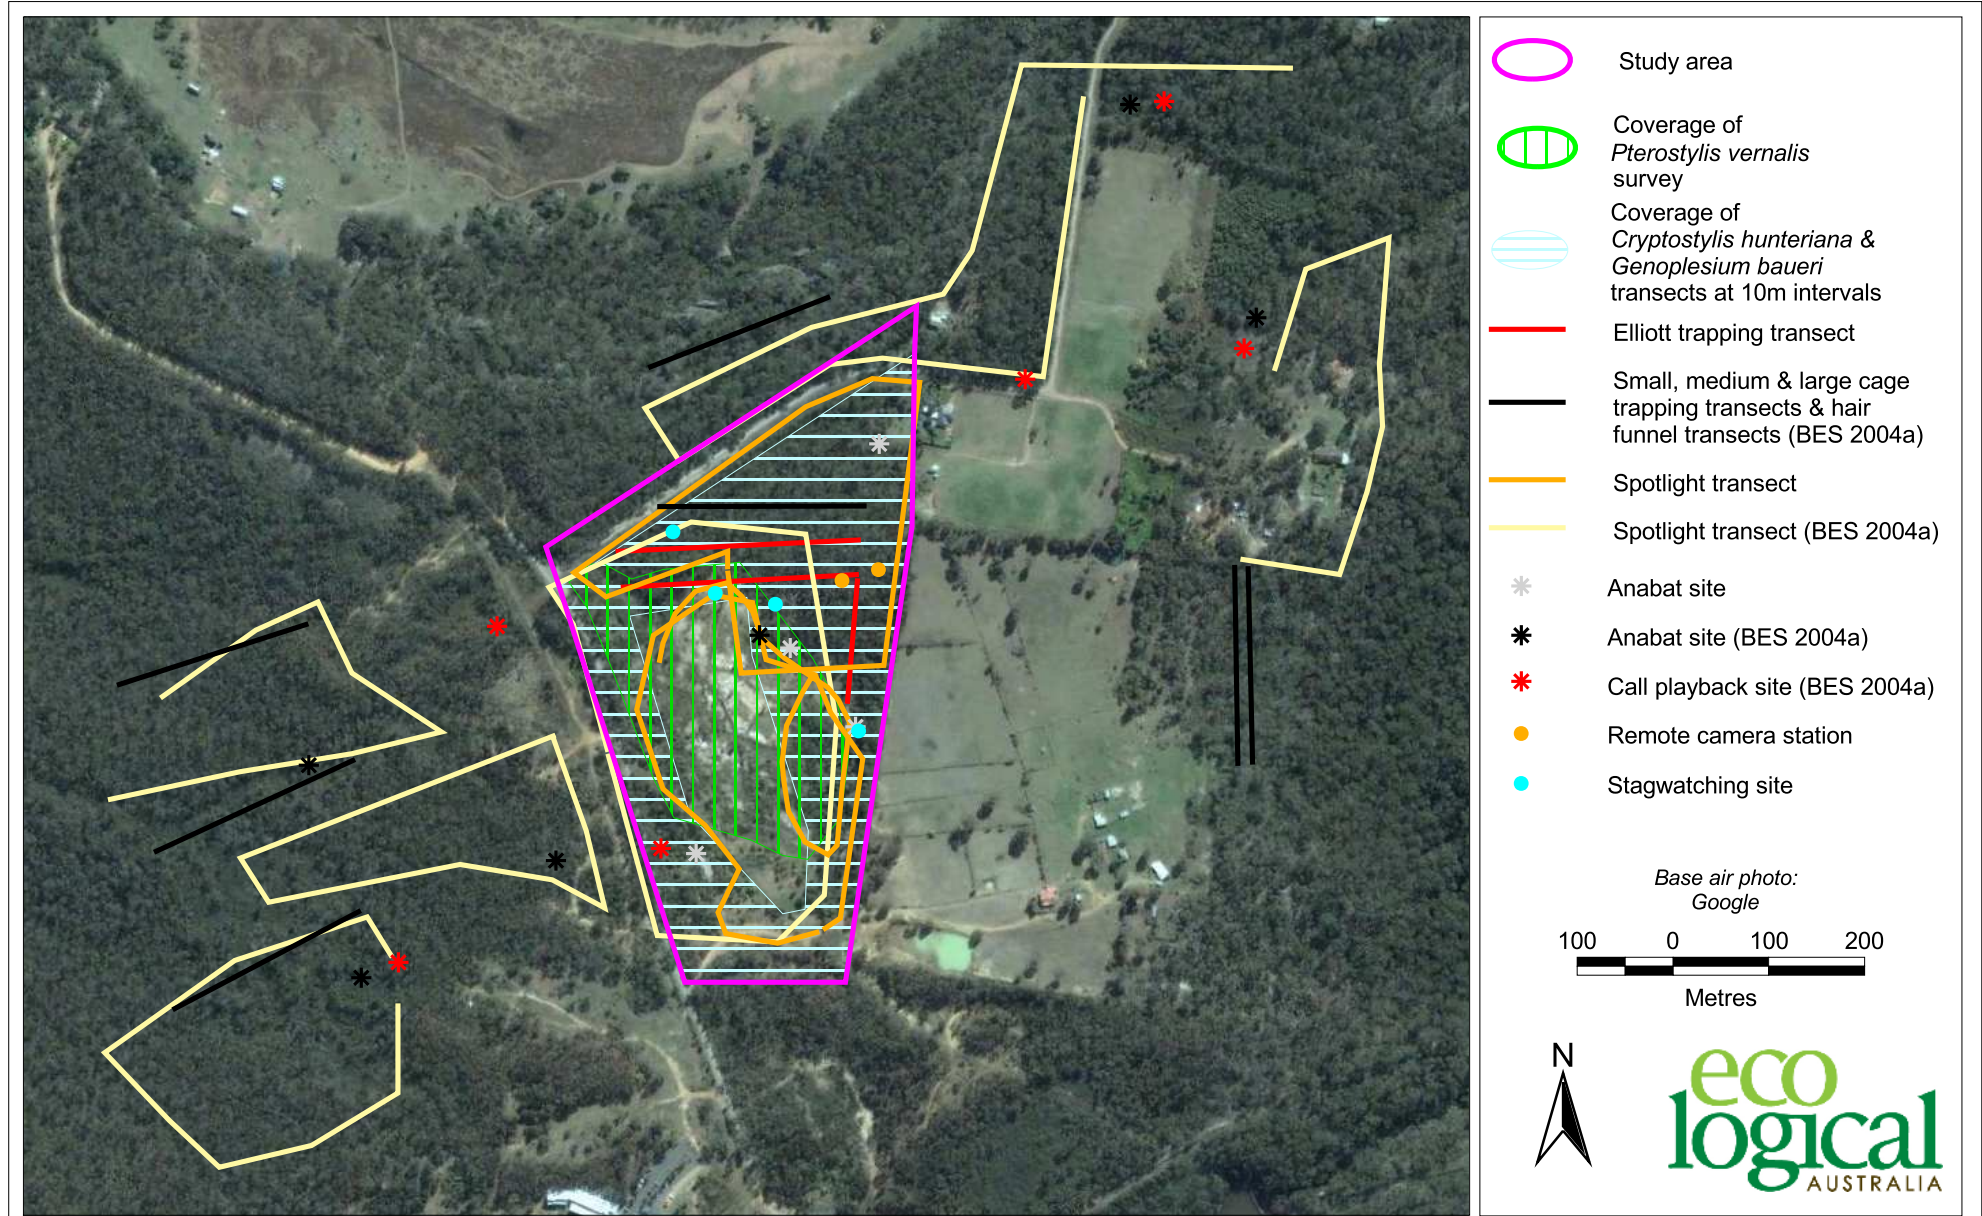 Study area
Coverage of
Pterostylis vernalis
survey
Coverage of
Cryptostylis hunteriana &
Genoplesium baueri
transects at 10m intervals
Elliott trapping transect
Small, medium & large cage
trapping transects & hair
funnel transects (BES 2004a)
Spotlight transect
Spotlight transect (BES 2004a)
Anabat site
Anabat site (BES 2004a)
Call playback site (BES 2004a)
Remote camera station
Stagwatching site
Base air photo:
Google
100 0 100 200
Metres
N
eco
logical
AUSTRALIA